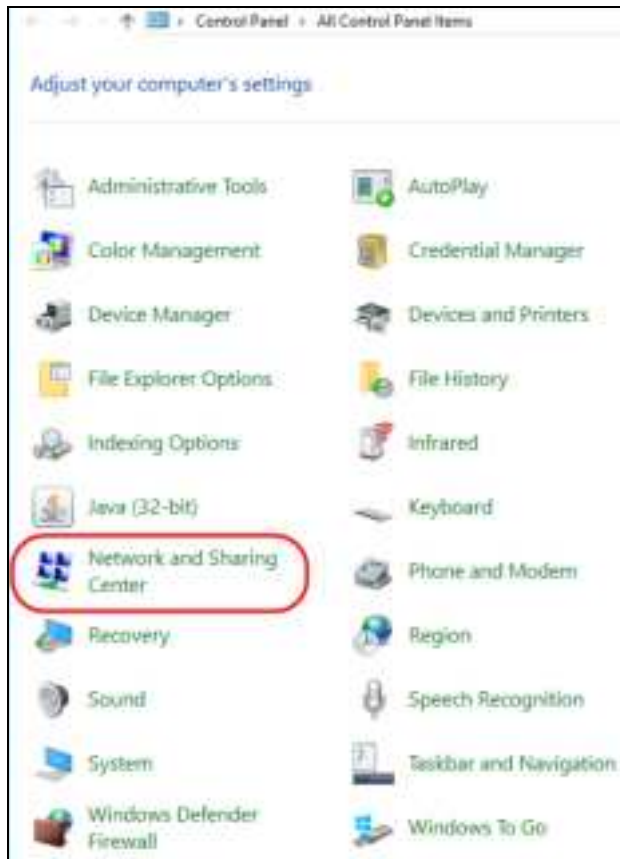 Control Panel › All Control Panel Items
Adjust your computer's settings
Administrative Tools
AutoPlay
Color Management
Credential Manager
Device Manager
Devices and Printers
File Explorer Options
File History
Indexing Options
Infrared
Java (32-bit)
Keyboard
Network and Sharing
Center
Phone and Modem
Recovery
Region
Sound
Speech Recognition
System
Taskbar and Navigation
Windows Defender
Firewall
Windows To Go